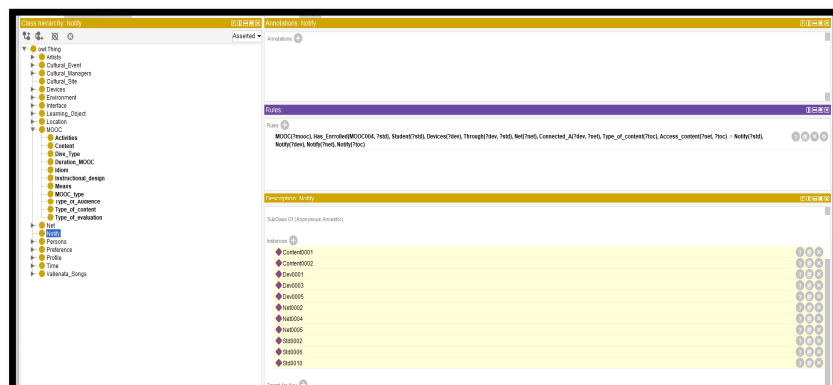 Class hierarchy: Notify
Asserted
owl:Thing
Artists
Cultural_Event
Cultural_Managers
Cultural_Site
Devices
Environment
Interface
Learning_Object
Location
MOOC
Activities
Content
Dive_Type
Duration_MOOC
Idiom
Instructional_design
Means
MOOC_type
Type_of_Audience
Type_of_content
Type_of_evaluation
Net
Notify
Persons
Preference
Profile
Time
Vallenata_Songs
Annotations: Notify
Annotations
Rules:
Rules
MOOC(?mooc), Has_Enrrolled(MOOC004, ?std), Student(?std), Devices(?dev), Through(?dev, ?std), Net(?net), Connected_A(?dev, ?net), Type_of_content(?toc), Access_content(?net, ?toc) -> Notify(?std),
Notify(?dev), Notify(?net), Notify(?toc)
Description: Notify
SubClass Of (Anonymous Ancestor)
Instances
Content0001
Content0002
Dev0001
Dev0003
Dev0005
Net0002
Net0004
Net0005
Std0002
Std0006
Std0010